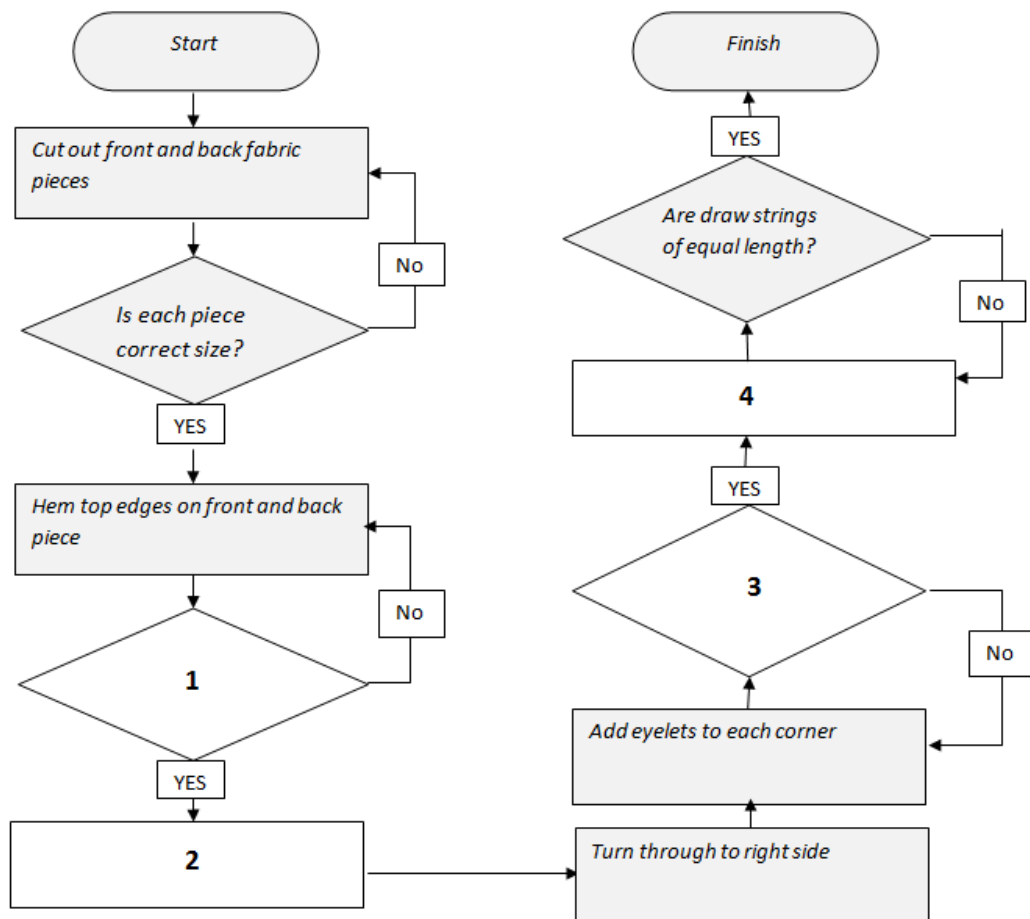 Start
Cut out front and back fabric
pieces
No
Is each piece
correct size?
YES
Hem top edges on front and back
piece
No
1
YES
2
Finish
YES
Are draw strings
of equal length?
No
4
YES
3
No
Add eyelets to each corner
Turn through to right side